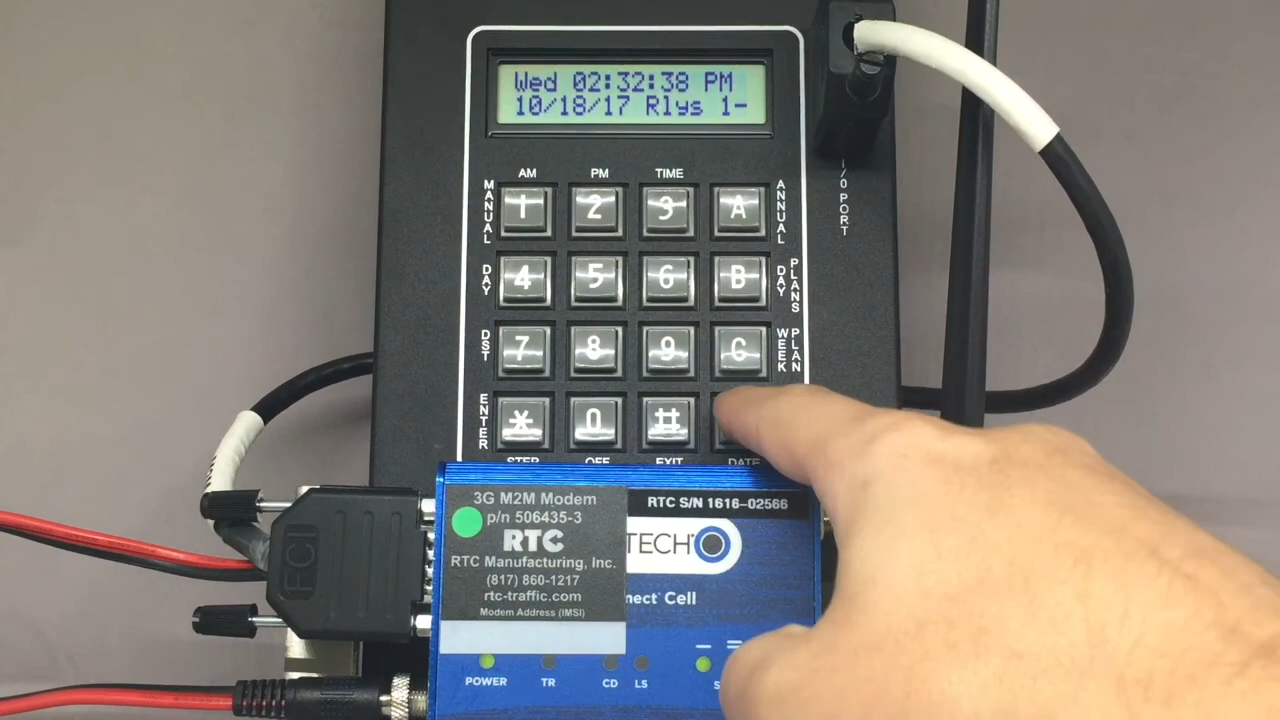 Wed 02:32:38 PM
10/18/17 Rlys 1-
AM PM TIME
MANUAL 1 2 3 A ANNUAL
I/O PORT
DAY 4 5 6 B DAY PLANS
DST 7 8 9 C WEEK PLAN
ENTER * 0 #
STEP OFF EXIT DATE
3G M2M Modem
p/n 506435-3
RTC
RTC Manufacturing, Inc.
(817) 860-1217
rtc-traffic.com
Modem Address (IMSI)
RTC S/N 1616-02566
TECH
nect Cell
FCI
POWER TR CD LS S